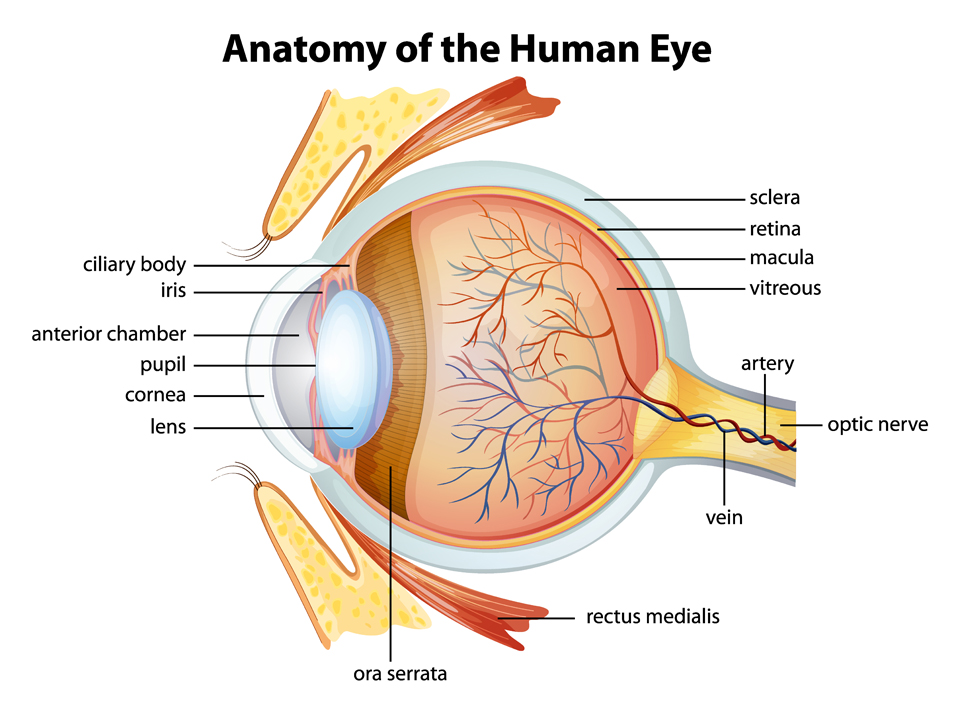 Anatomy of the Human Eye
sclera
retina
macula
vitreous
ciliary body
iris
anterior chamber
pupil
cornea
lens
artery
optic nerve
vein
rectus medialis
ora serrata